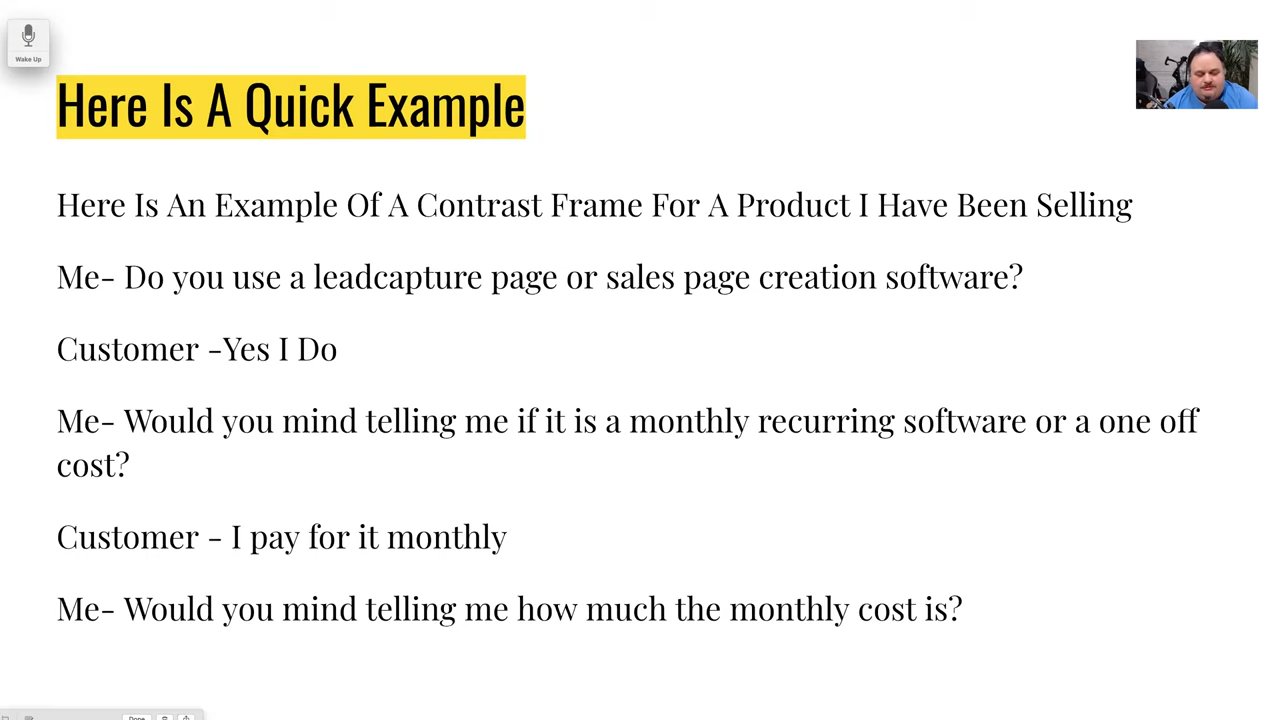 Wake Up
Here Is A Quick Example
Here Is An Example Of A Contrast Frame For A Product I Have Been Selling
Me- Do you use a leadcapture page or sales page creation software?
Customer -Yes I Do
Me- Would you mind telling me if it is a monthly recurring software or a one off
cost?
Customer - I pay for it monthly
Me- Would you mind telling me how much the monthly cost is?
Done